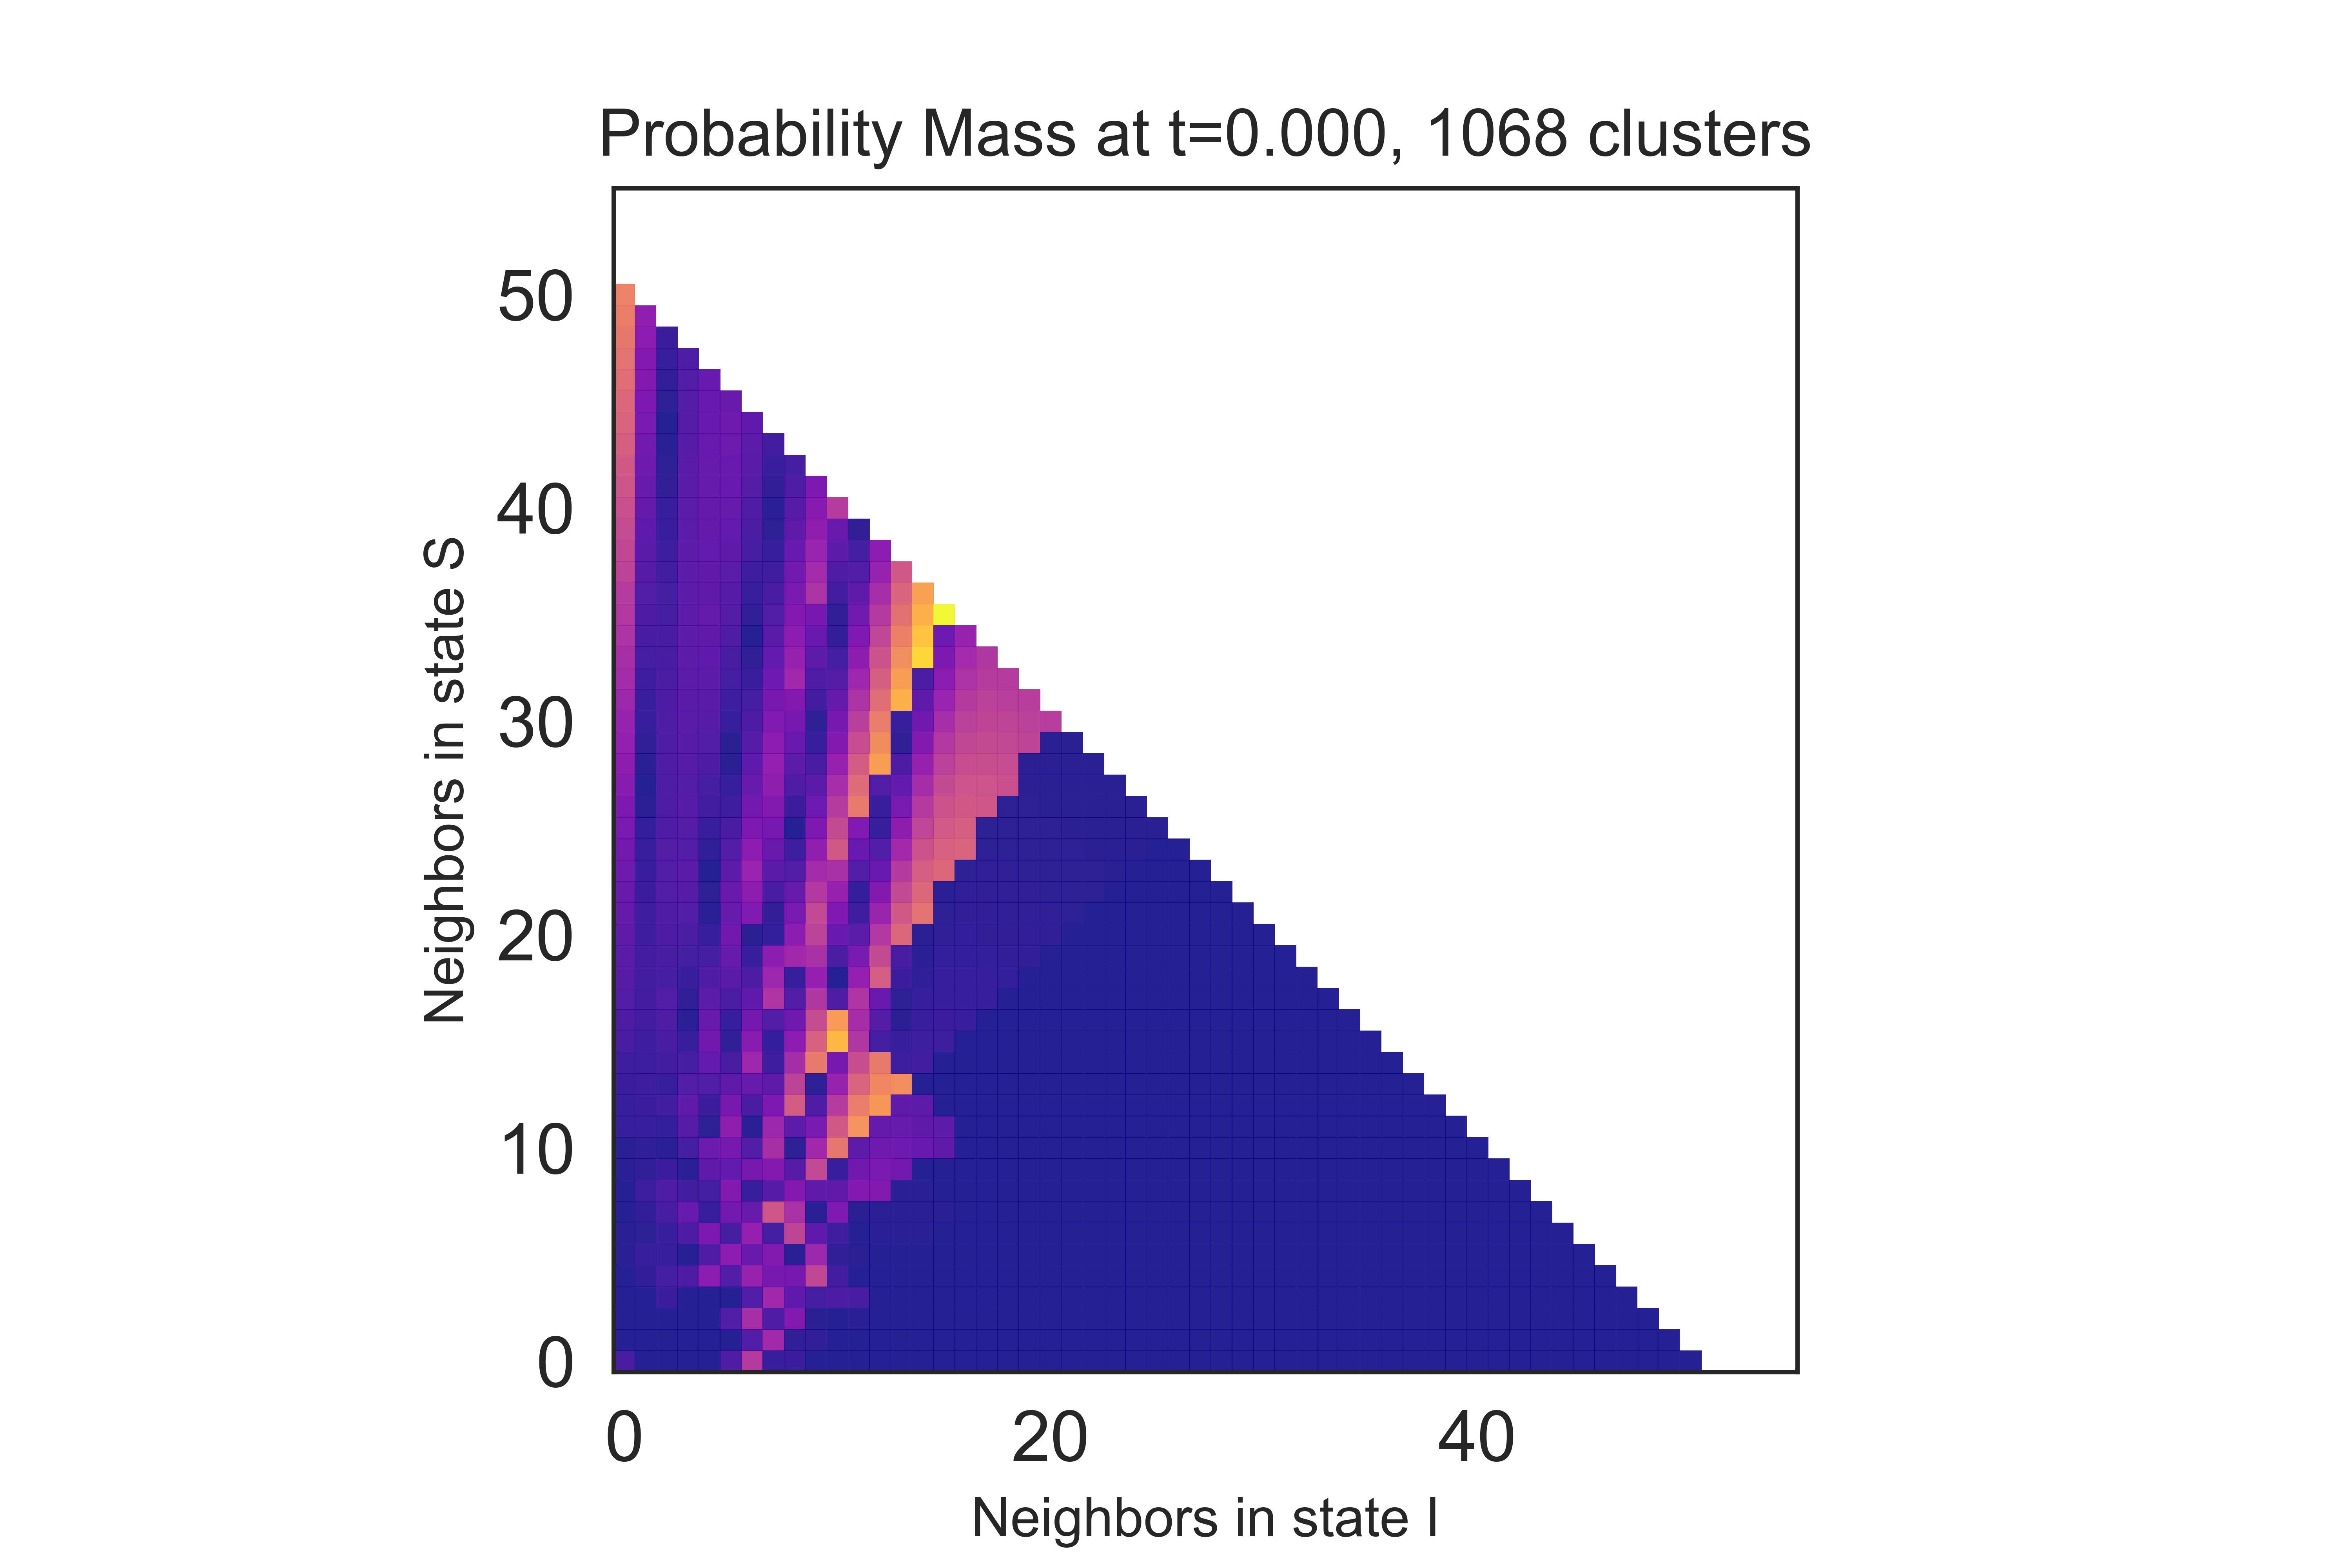 Probability Mass at t=0.000, 1068 clusters
50
40
30
20
10
0
Neighbors in state S
0 20 40
Neighbors in state I